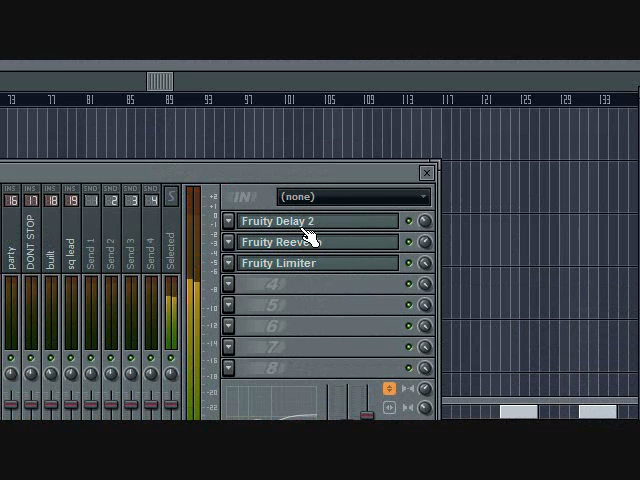 73 77 81 85 89 93 97 101 105 109 113 117 121 125 129 133
INS INS INS INS SND SND SND SND
16 17 18 19 1 2 3 4 S
party
DONT STOP
built
sq lead
Send 1
Send 2
Send 3
Send 4
Selected
IN
(none)
Fruity Delay 2
Fruity Reeve
Fruity Limiter
4
5
6
7
8